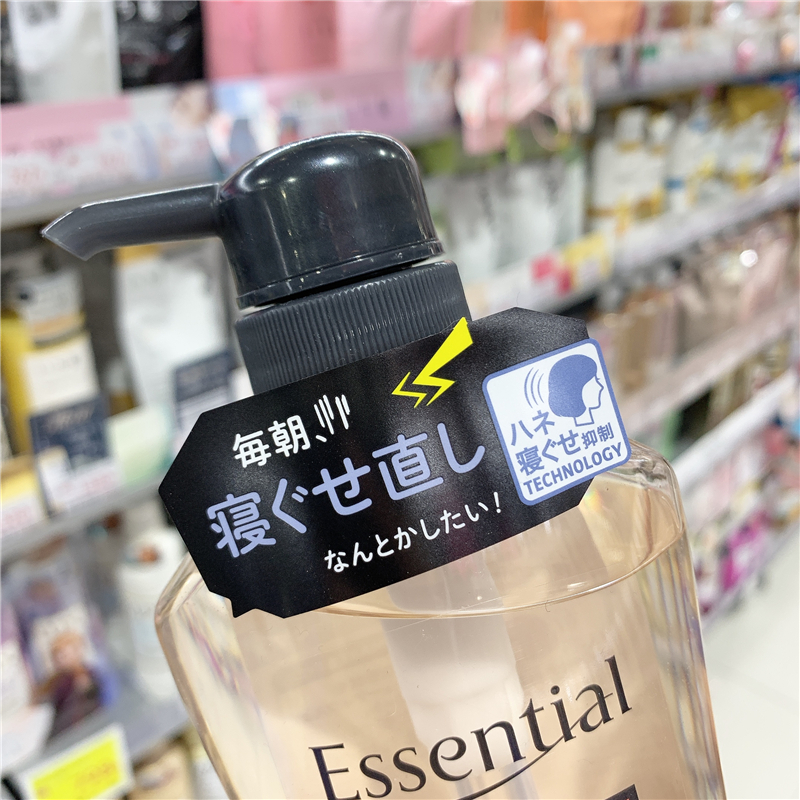 毎朝、
寝ぐせ直し
なんとかしたい!
ハネ
寝ぐせ抑制
TECHNOLOGY
Essential